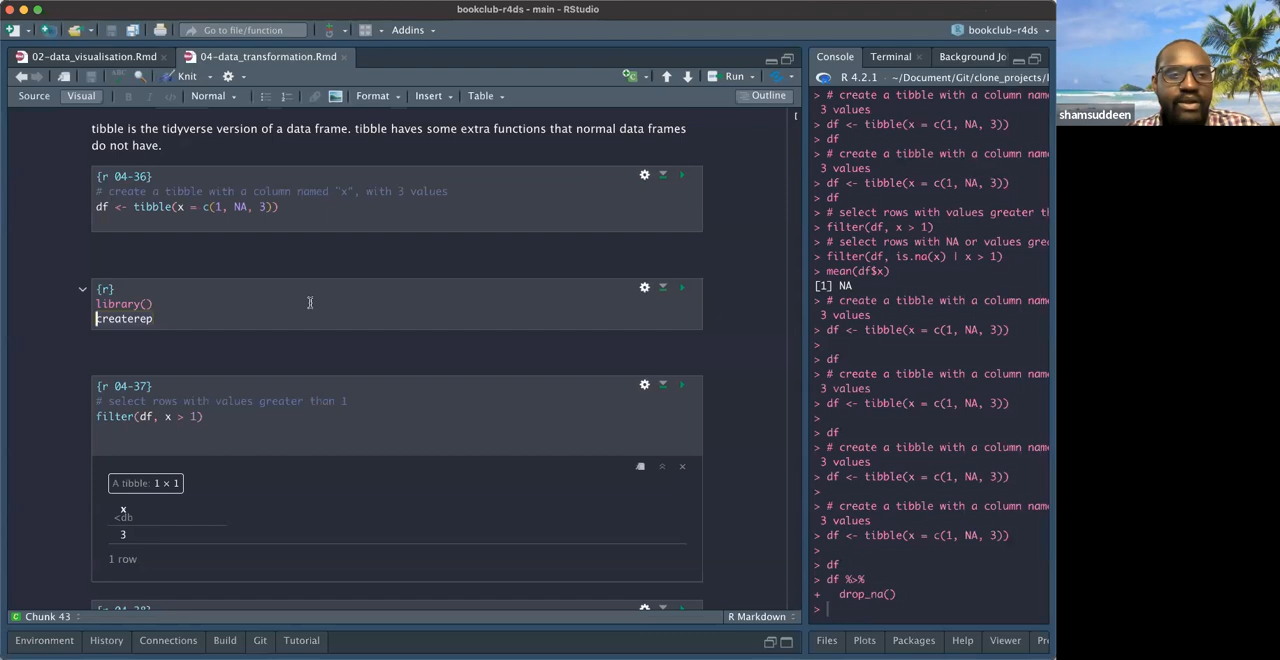 bookclub-r4ds - main - RStudio
Go to file/function
Addins
bookclub-r4ds
02-data_visualisation.Rmd
04-data_transformation.Rmd
Knit
Run
Source
Visual
Normal
Format
Insert
Table
Outline
tibble is the tidyverse version of a data frame. tibble has some extra functions that normal data frames
do not have.
{r 04-36}
# create a tibble with a column named "x", with 3 values
df <- tibble(x = c(1, NA, 3))
{r}
library()
createrep
{r 04-37}
# select rows with values greater than 1
filter(df, x > 1)
A tibble: 1 × 1
x
<db
3
1 row
{r 04-38}
Chunk 43
R Markdown
Environment
History
Connections
Build
Git
Tutorial
Console
Terminal
Background Jo
R 4.2.1
~/Document/Git/clone_projects/
> # create a tibble with a column nam
3 values
> df <- tibble(x = c(1, NA, 3))
> df
> # create a tibble with a column nam
3 values
> df <- tibble(x = c(1, NA, 3))
> df
> # select rows with values greater th
> filter(df, x > 1)
> # select rows with NA or values gre
> filter(df, is.na(x) | x > 1)
> mean(df$x)
[1] NA
> # create a tibble with a column nam
3 values
> df <- tibble(x = c(1, NA, 3))
>
> df
> # create a tibble with a column nam
3 values
> df <- tibble(x = c(1, NA, 3))
>
> df
> # create a tibble with a column nam
3 values
> df <- tibble(x = c(1, NA, 3))
>
> # create a tibble with a column nam
3 values
> df <- tibble(x = c(1, NA, 3))
>
> df
> df %>%
+ drop_na()
>
Files
Plots
Packages
Help
Viewer
Pr
shamsuddeen